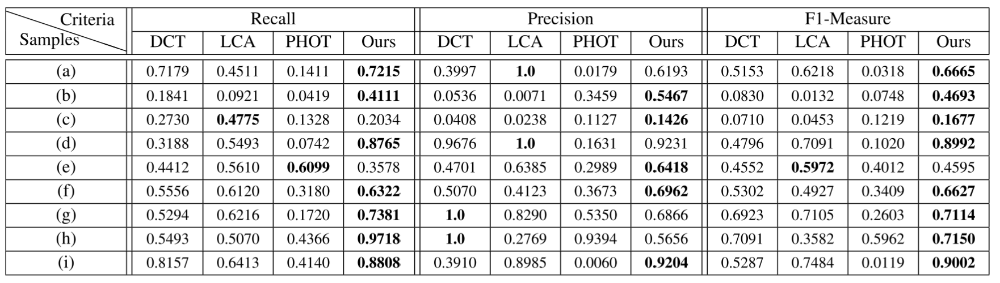 Criteria Recall Precision F1-Measure
Samples DCT LCA PHOT Ours DCT LCA PHOT Ours DCT LCA PHOT Ours
(a) 0.7179 0.4511 0.1411 0.7215 0.3997 1.0 0.0179 0.6193 0.5153 0.6218 0.0318 0.6665
(b) 0.1841 0.0921 0.0419 0.4111 0.0536 0.0071 0.3459 0.5467 0.0830 0.0132 0.0748 0.4693
(c) 0.2730 0.4775 0.1328 0.2034 0.0408 0.0238 0.1127 0.1426 0.0710 0.0453 0.1219 0.1677
(d) 0.3188 0.5493 0.0742 0.8765 0.9676 1.0 0.1631 0.9231 0.4796 0.7091 0.1020 0.8992
(e) 0.4412 0.5610 0.6099 0.3578 0.4701 0.6385 0.2989 0.6418 0.4552 0.5972 0.4012 0.4595
(f) 0.5556 0.6120 0.3180 0.6322 0.5070 0.4123 0.3673 0.6962 0.5302 0.4927 0.3409 0.6627
(g) 0.5294 0.6216 0.1720 0.7381 1.0 0.8290 0.5350 0.6866 0.6923 0.7105 0.2603 0.7114
(h) 0.5493 0.5070 0.4366 0.9718 1.0 0.2769 0.9394 0.5656 0.7091 0.3582 0.5962 0.7150
(i) 0.8157 0.6413 0.4140 0.8808 0.3910 0.8985 0.0060 0.9204 0.5287 0.7484 0.0119 0.9002